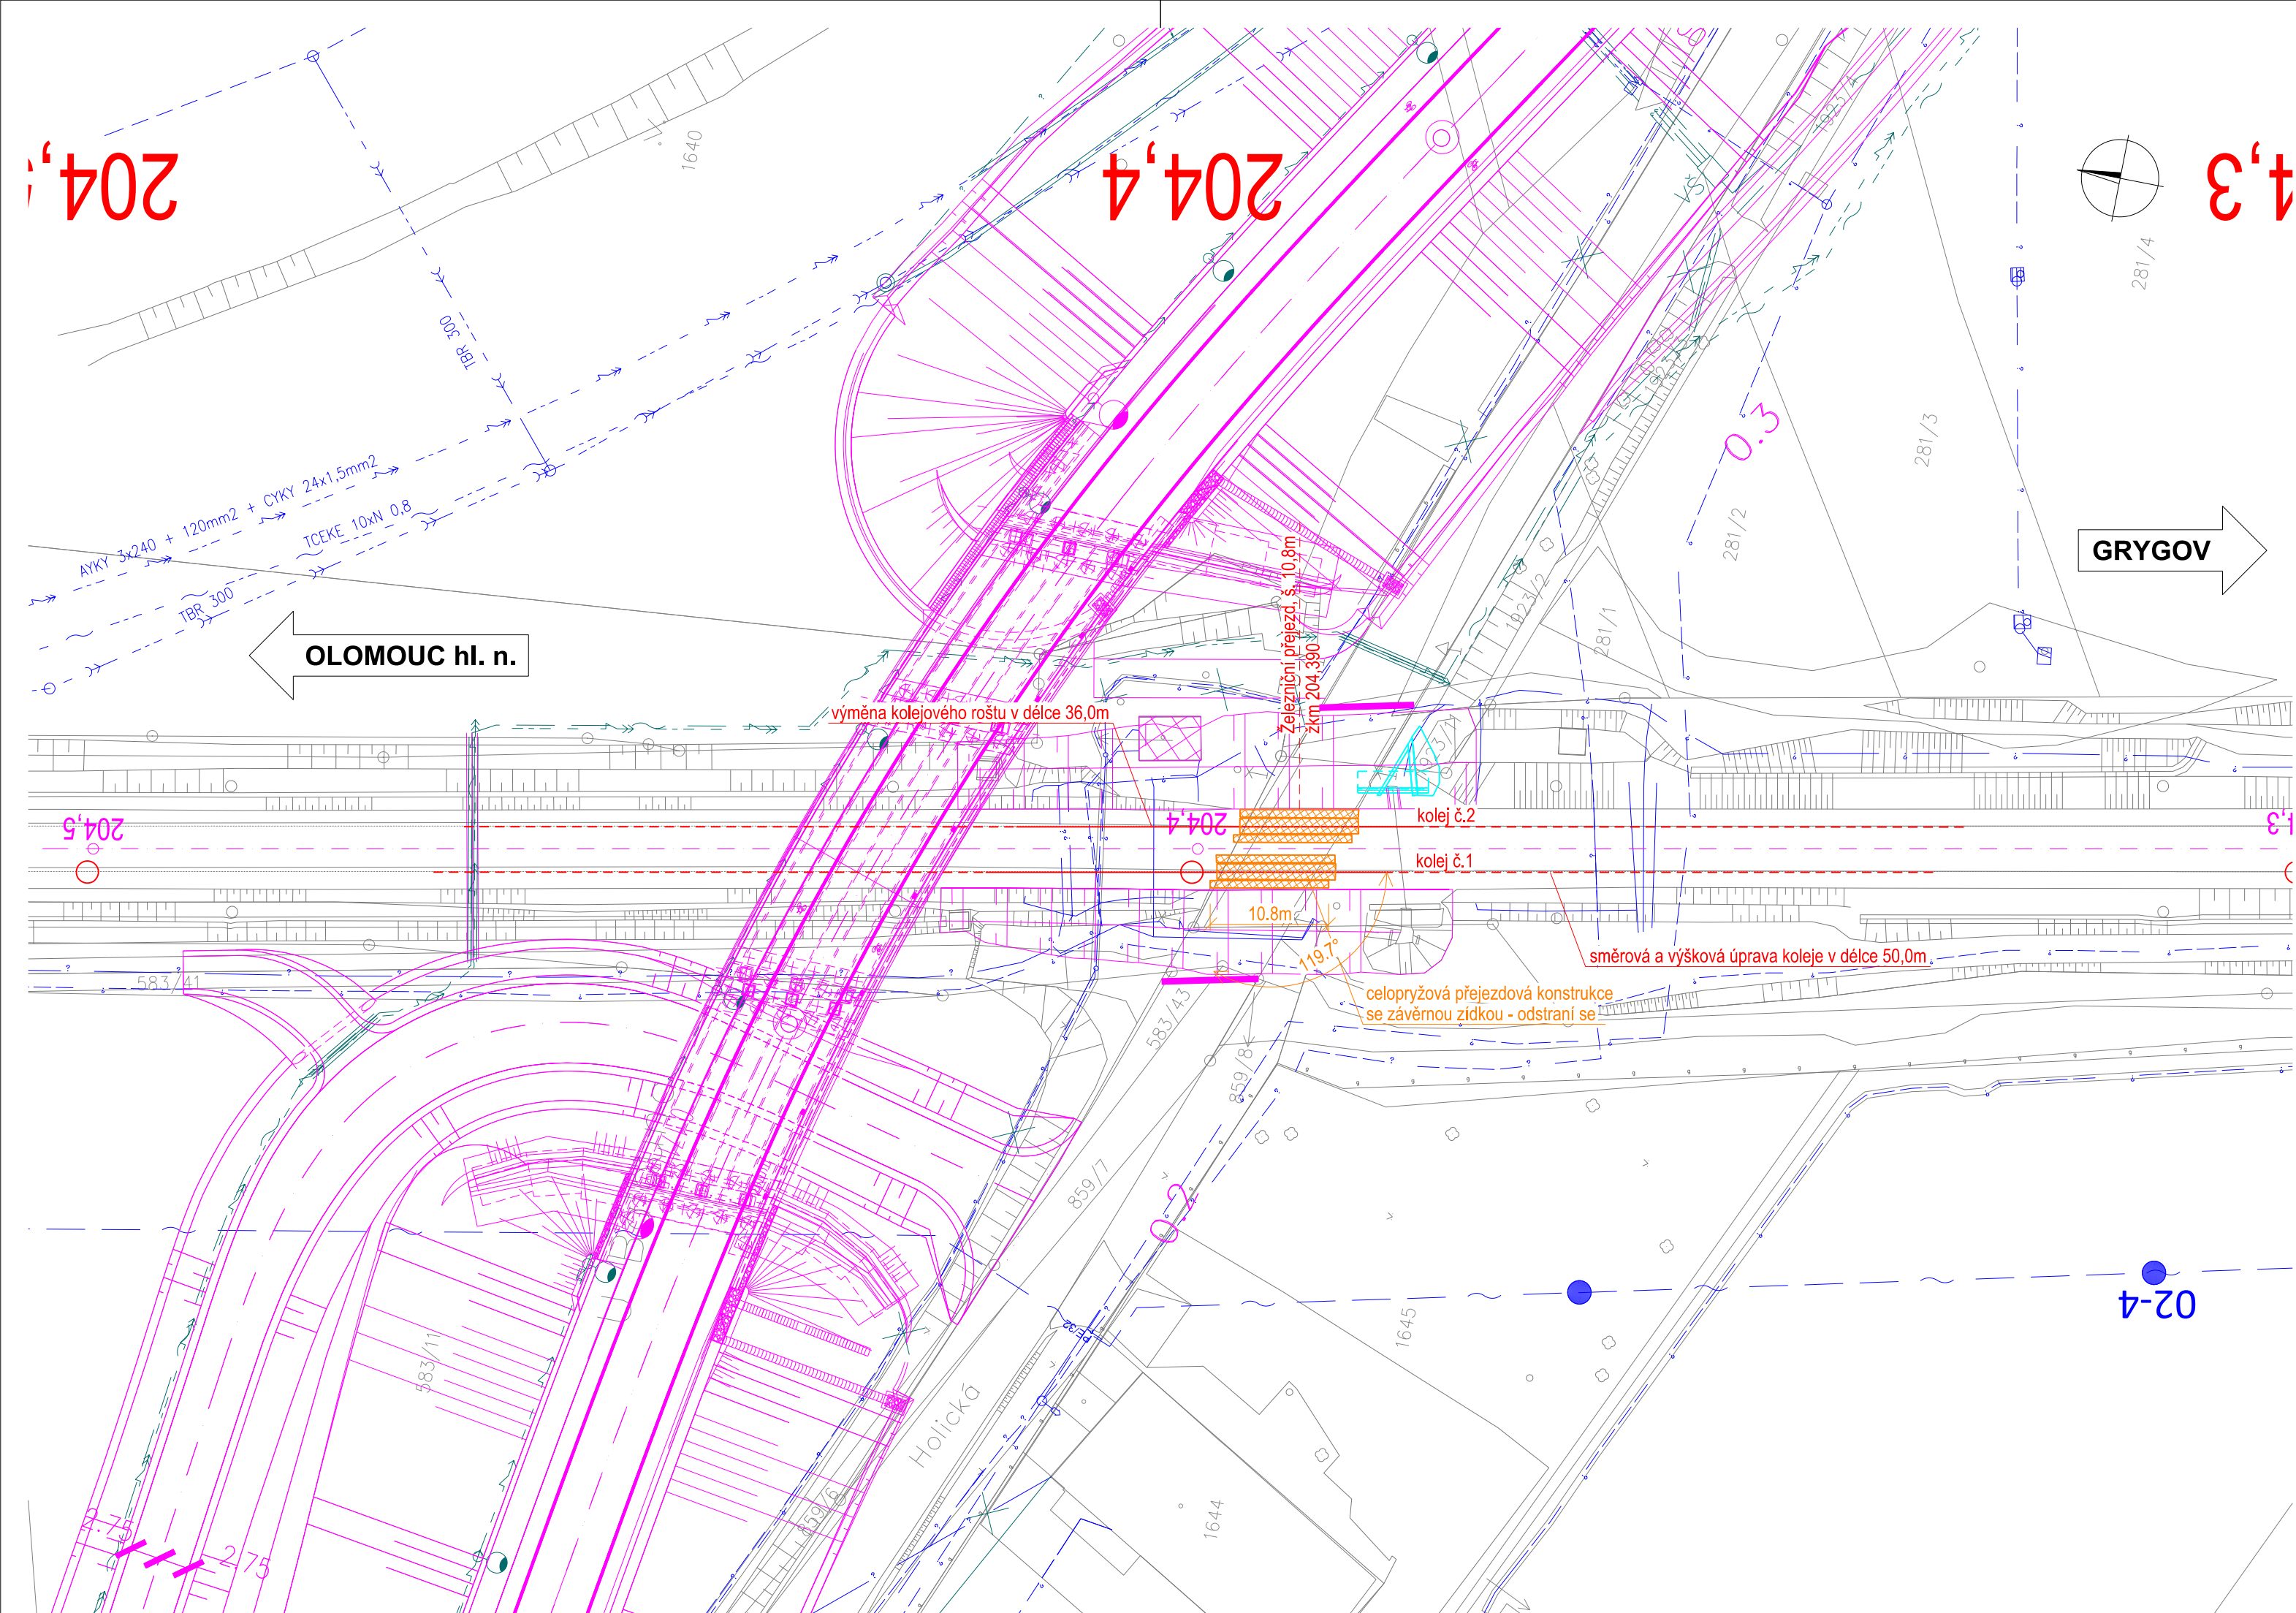 204,4
1640
281/4
TBR 300
0.3
281/3
AYKY 3x240 + 120mm2 + CYKY 24x1,5mm2
TCEKE 10xN 0,8
TBR 300
281/2
GRYGOV
1923/2
281/1
OLOMOUC hl. n.
Železniční přejezd, š. 10,8m
žkm 204,390
výměna kolejového roštu v délce 36,0m
204,5
204,4
kolej č.2
kolej č.1
10.8m
119.7°
směrová a výšková úprava koleje v délce 50,0m
celopryžová přejezdová konstrukce
se závěrnou zídkou - odstraní se
583/41
583/43
859/8
859/7
0.2
02-4
PE/32
1645
583/11
Holická
859/6
1644
2.75
2.75